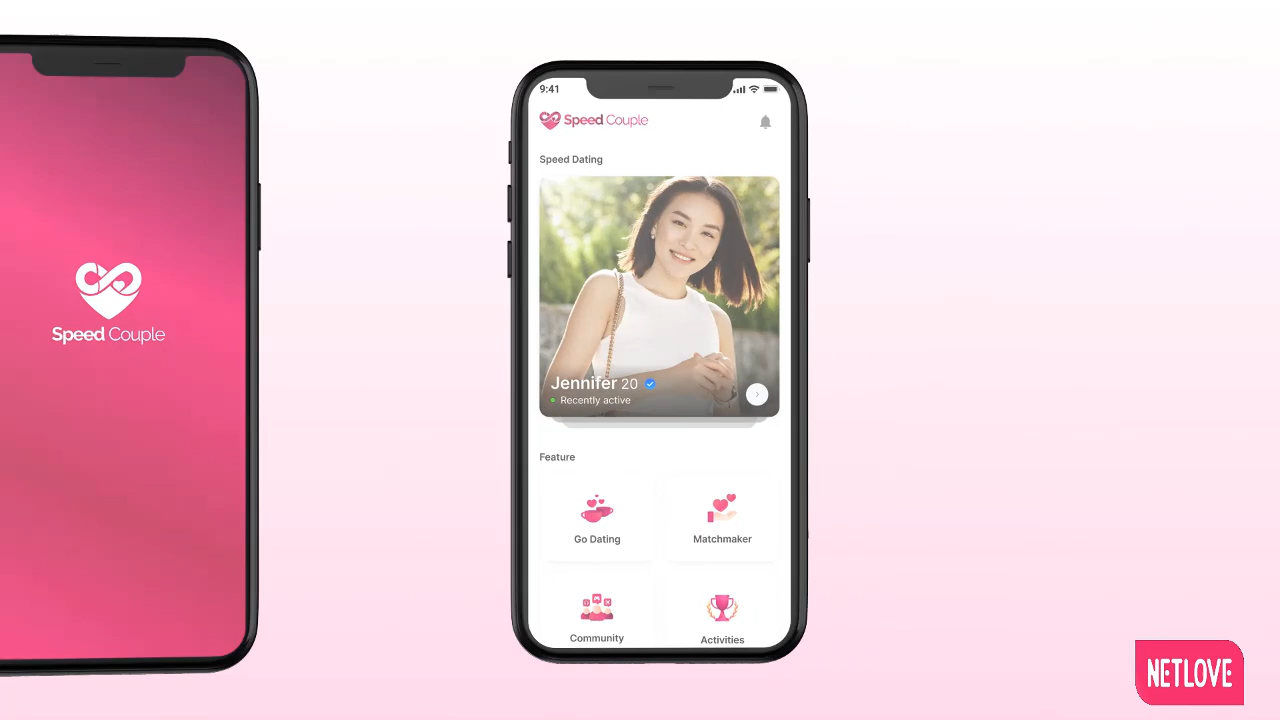 Speed Couple
9:41
Speed Couple
Speed Dating
Jennifer 20
Recently active
Feature
Go Dating
Matchmaker
Community
Activities
NETLOVE